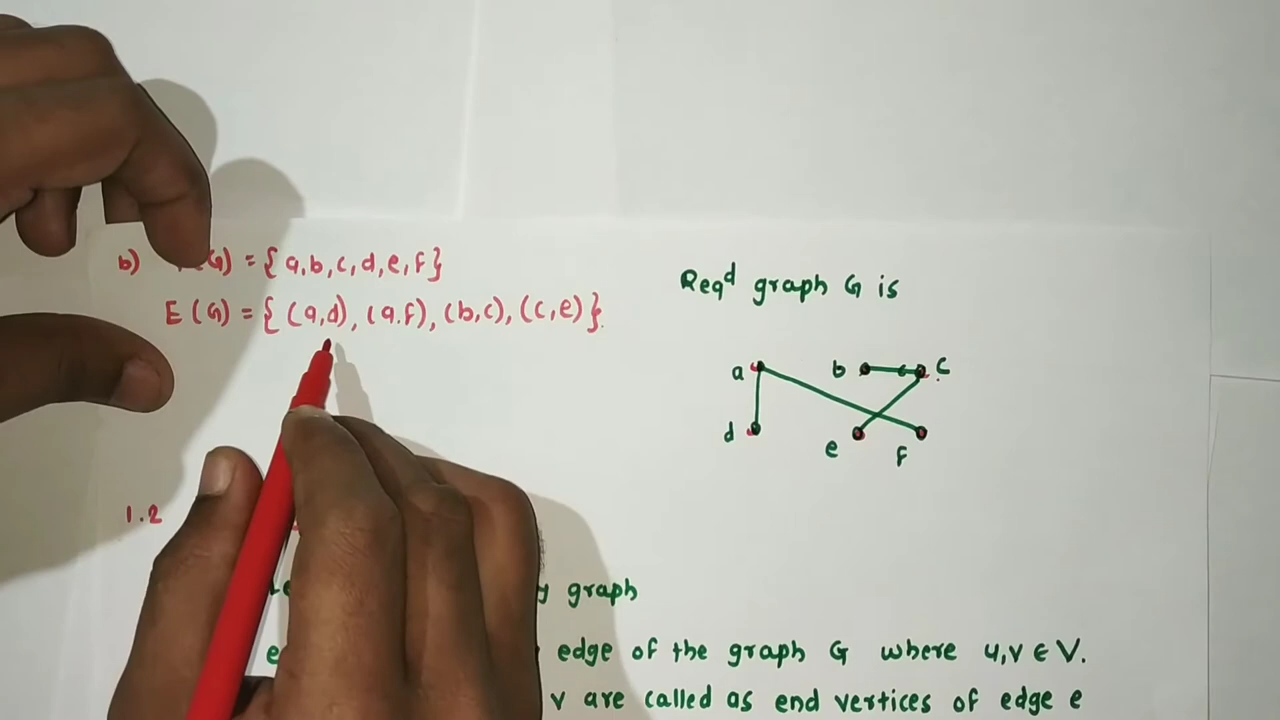 b) (G) = { a,b,c,d,e,f }
E (G) = { (a,d), (a.f), (b,c), (c,e) }.
Reqd graph G is
a b c
d e f
1.2
graph
edge of the graph G where u,v ∈ V.
v are called as end vertices of edge e